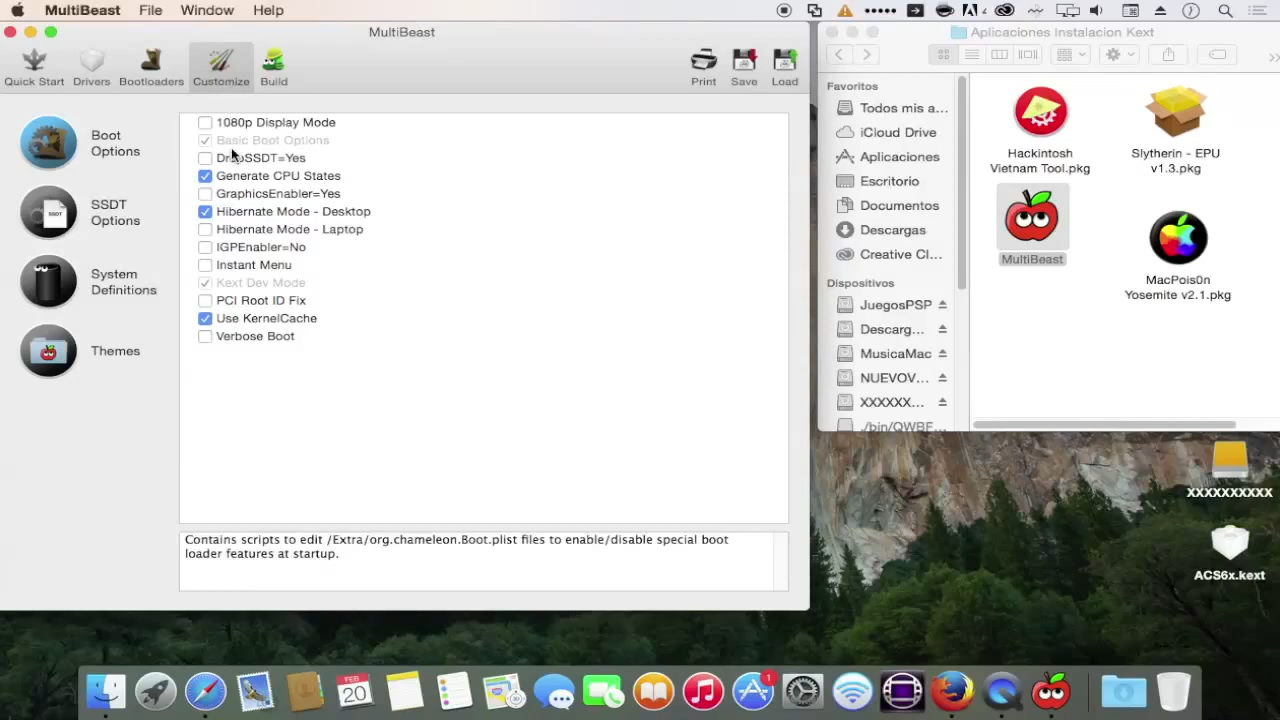 MultiBeast File Window Help
MultiBeast
Quick Start Drivers Bootloaders Customize Build Print Save Load
Boot
Options
SSDT
Options
System
Definitions
Themes
1080p Display Mode
Basic Boot Options
DropSSDT=Yes
Generate CPU States
GraphicsEnabler=Yes
Hibernate Mode - Desktop
Hibernate Mode - Laptop
IGPEnabler=No
Instant Menu
Kext Dev Mode
PCI Root ID Fix
Use KernelCache
Verbose Boot
Contains scripts to edit /Extra/org.chameleon.Boot.plist files to enable/disable special boot
loader features at startup.
Aplicaciones Instalacion Kext
Favoritos
Todos mis a...
iCloud Drive
Aplicaciones
Escritorio
Documentos
Descargas
Creative Cl...
Dispositivos
JuegosPSP
Descarg...
MusicaMac
NUEVOV...
XXXXXX...
./bin/QWBF...
Hackintosh
Vietnam Tool.pkg
Slytherin - EPU
v1.3.pkg
MultiBeast
MacPois0n
Yosemite v2.1.pkg
XXXXXXXXXX
ACS6x.kext
FEB
20
1